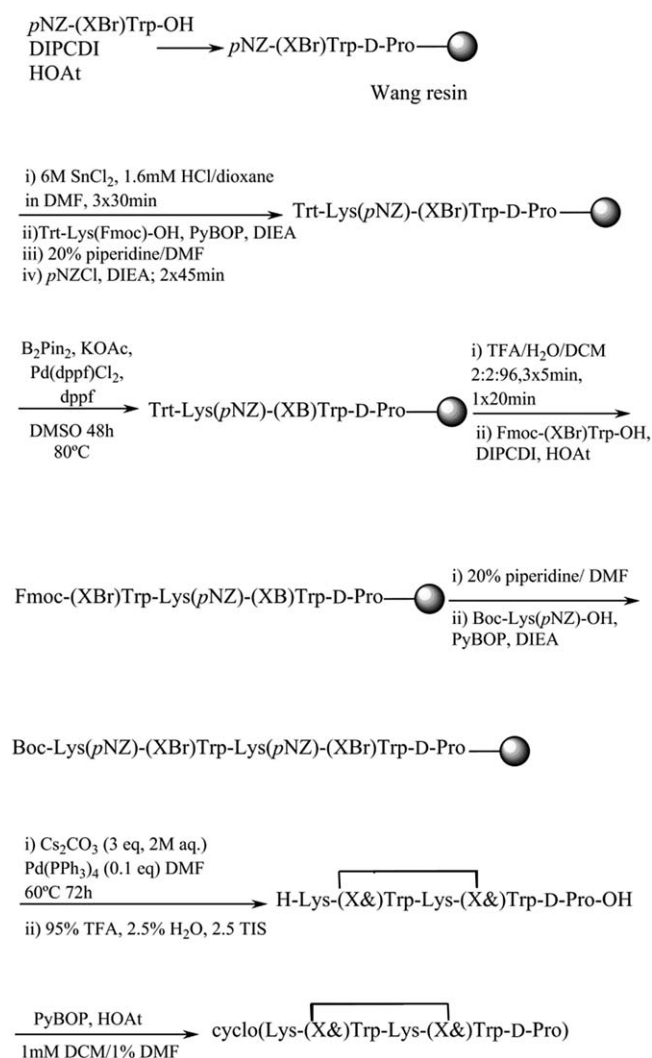 pNZ-(XBr)Trp-OH
DIPCDI
HOAt
pNZ-(XBr)Trp-D-Pro
Wang resin
i) 6M SnCl₂, 1.6mM HCl/dioxane
in DMF, 3x30min
ii)Trt-Lys(Fmoc)-OH, PyBOP, DIEA
iii) 20% piperidine/DMF
iv) pNZCl, DIEA; 2x45min
Trt-Lys(pNZ)-(XBr)Trp-D-Pro
B₂Pin₂, KOAc,
Pd(dppf)Cl₂,
dppf
DMSO 48h
80ºC
Trt-Lys(pNZ)-(XB)Trp-D-Pro
i) TFA/H₂O/DCM
2:2:96,3x5min,
1x20min
ii) Fmoc-(XBr)Trp-OH,
DIPCDI, HOAt
Fmoc-(XBr)Trp-Lys(pNZ)-(XB)Trp-D-Pro
i) 20% piperidine/ DMF
ii) Boc-Lys(pNZ)-OH,
PyBOP, DIEA
Boc-Lys(pNZ)-(XBr)Trp-Lys(pNZ)-(XBr)Trp-D-Pro
i) Cs₂CO₃ (3 eq, 2M aq.)
Pd(PPh₃)₄ (0.1 eq) DMF
60ºC 72h
ii) 95% TFA, 2.5% H₂O, 2.5 TIS
H-Lys-(X&)Trp-Lys-(X&)Trp-D-Pro-OH
PyBOP, HOAt
1mM DCM/1% DMF
cyclo(Lys-(X&)Trp-Lys-(X&)Trp-D-Pro)